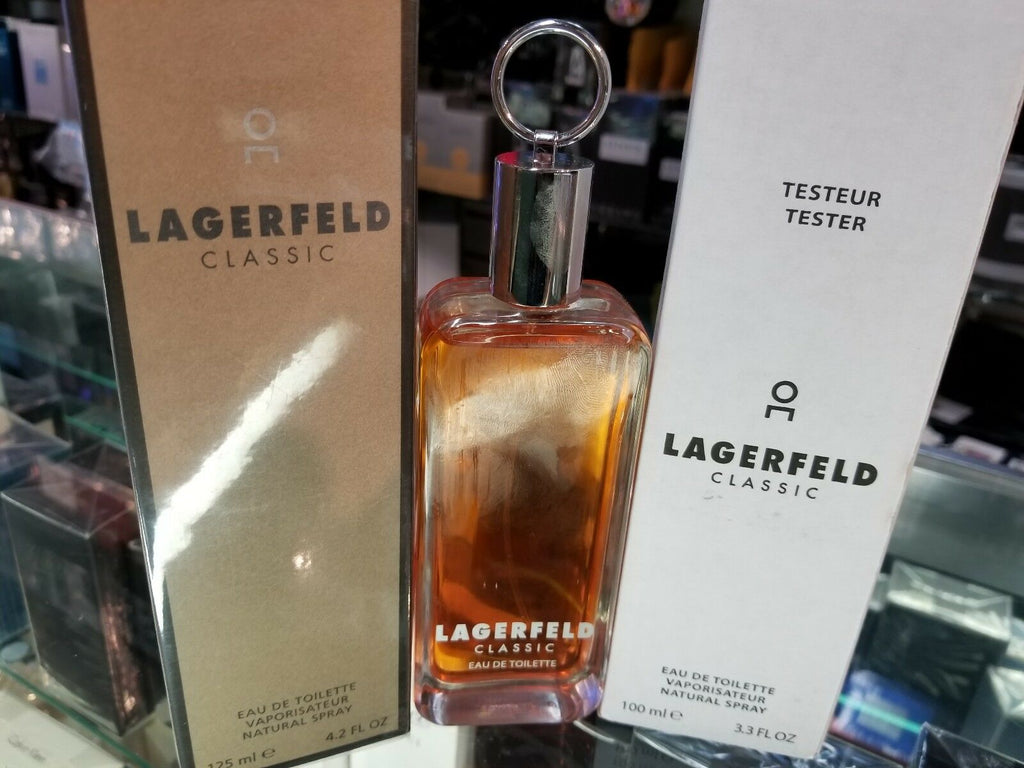 LAGERFELD
CLASSIC
EAU DE TOILETTE
VAPORISATEUR
NATURAL SPRAY
125 ml e
4.2 FL OZ
LAGERFELD
CLASSIC
EAU DE TOILETTE
TESTEUR
TESTER
LAGERFELD
CLASSIC
EAU DE TOILETTE
VAPORISATEUR
NATURAL SPRAY
100 ml e
3.3 FL OZ